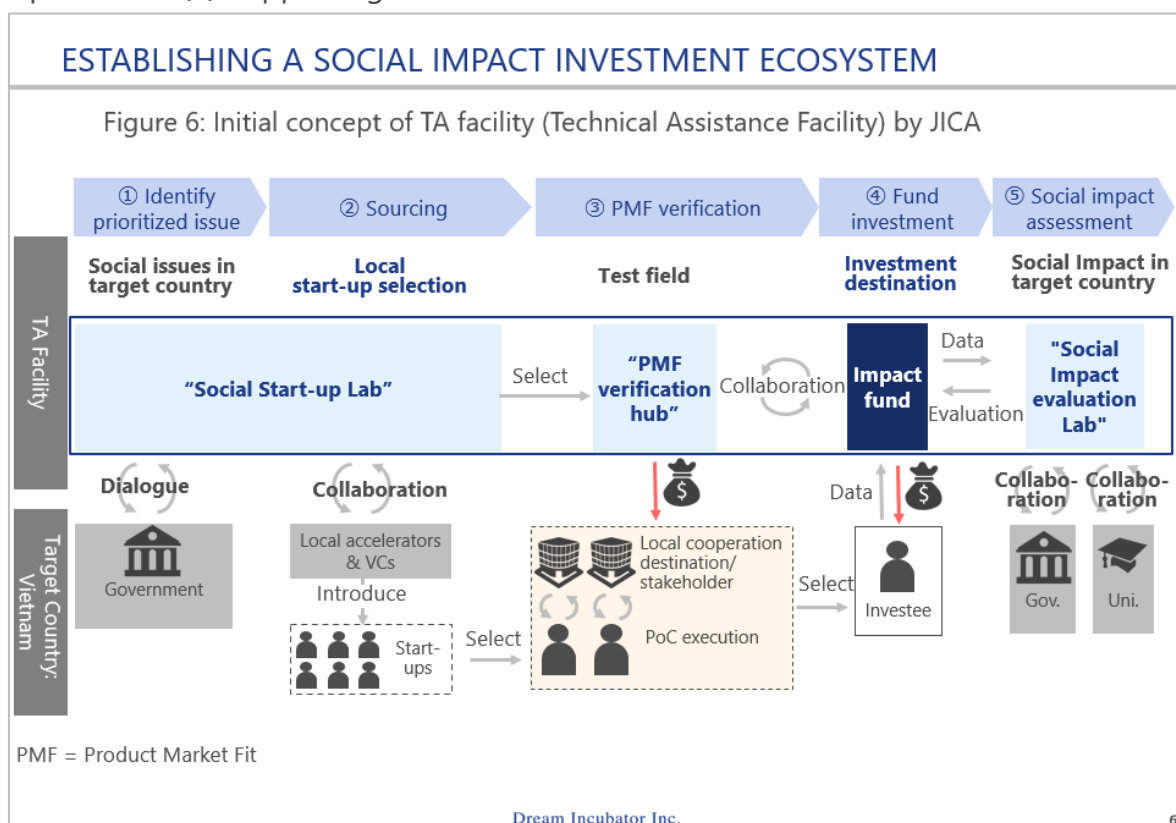 ESTABLISHING A SOCIAL IMPACT INVESTMENT ECOSYSTEM
Figure 6: Initial concept of TA facility (Technical Assistance Facility) by JICA
① Identify
prioritized issue
② Sourcing
③ PMF verification
④ Fund
investment
⑤ Social impact
assessment
Social issues in
target country
Local
start-up selection
Test field
Investment
destination
Social Impact in
target country
TA Facility
“Social Start-up Lab”
Select
“PMF
verification
hub”
Collaboration
Impact
fund
Data
Evaluation
"Social
Impact
evaluation
Lab"
Dialogue
Collaboration
$
Data
$
Collabo-
ration
Collabo-
ration
Target Country:
Vietnam
Government
Local accelerators
& VCs
Introduce
Start-
ups
Select
Local cooperation
destination/
stakeholder
PoC execution
Select
Investee
Gov.
Uni.
PMF = Product Market Fit
Dream Incubator Inc.